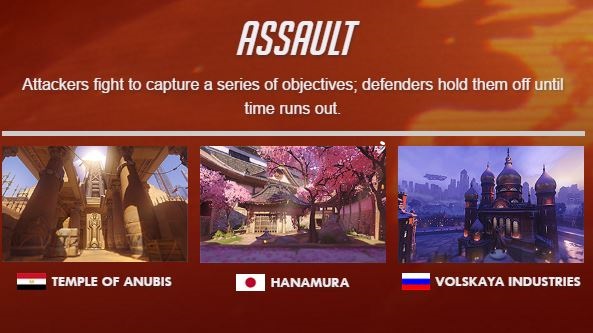 ASSAULT
Attackers fight to capture a series of objectives; defenders hold them off until
time runs out.
TEMPLE OF ANUBIS
HANAMURA
VOLSKAYA INDUSTRIES